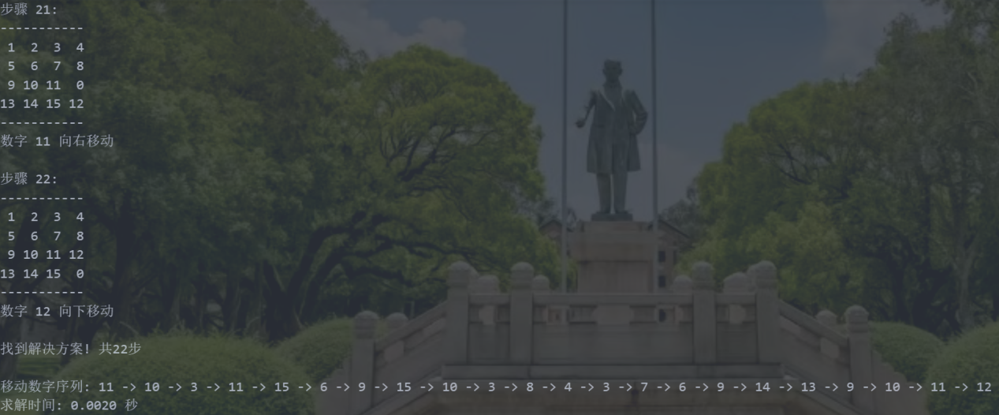 步骤 21:
-----------
 1  2  3  4
 5  6  7  8
 9 10 11  0
13 14 15 12
-----------
数字 11 向右移动
步骤 22:
-----------
 1  2  3  4
 5  6  7  8
 9 10 11 12
13 14 15  0
-----------
数字 12 向下移动
找到解决方案! 共22步
移动数字序列: 11 -> 10 -> 3 -> 11 -> 15 -> 6 -> 9 -> 15 -> 10 -> 3 -> 8 -> 4 -> 3 -> 7 -> 6 -> 9 -> 14 -> 13 -> 9 -> 10 -> 11 -> 12
求解时间: 0.0020 秒